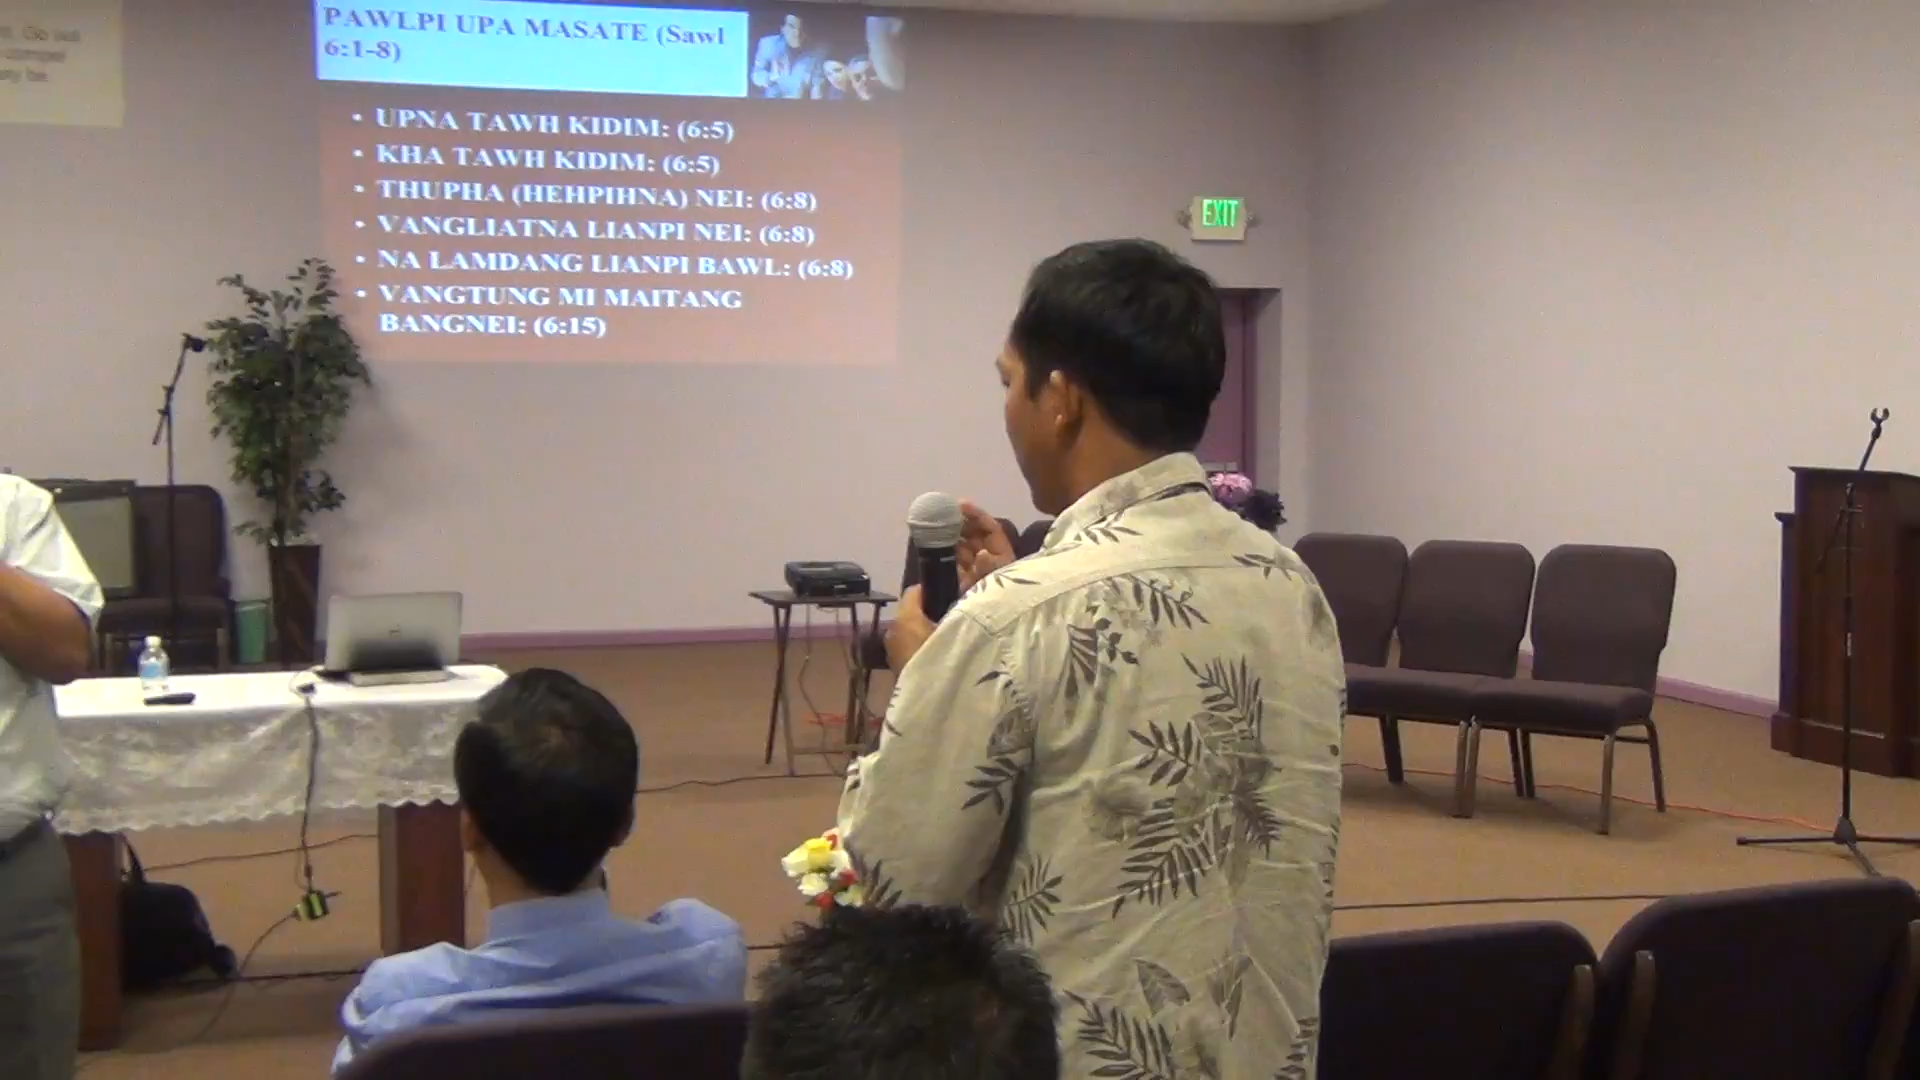 PAWLPI UPA MASATE (Sawl
6:1-8)
• UPNA TAWH KIDIM: (6:5)
• KHA TAWH KIDIM: (6:5)
• THUPHA (HEHPIHNA) NEI: (6:8)
• VANGLIATNA LIANPI NEI: (6:8)
• NA LAMDANG LIANPI BAWL: (6:8)
• VANGTUNG MI MAITANG
BANGNEI: (6:15)
EXIT
Go out